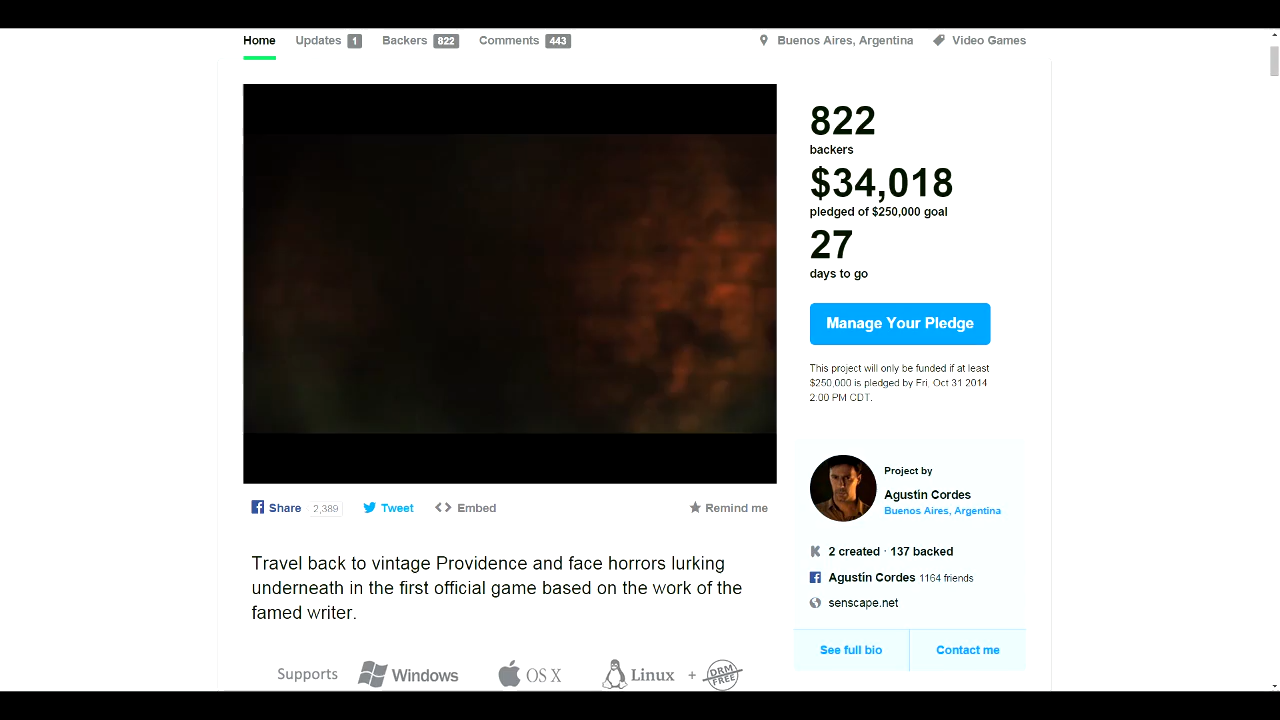 Home Updates 1 Backers 822 Comments 443 Buenos Aires, Argentina Video Games
822
backers
$34,018
pledged of $250,000 goal
27
days to go
Manage Your Pledge
This project will only be funded if at least
$250,000 is pledged by Fri, Oct 31 2014
2:00 PM CDT.
Project by
Agustín Cordes
Buenos Aires, Argentina
2 created · 137 backed
Agustín Cordes 1164 friends
senscape.net
See full bio Contact me
Share 2,389 Tweet Embed Remind me
Travel back to vintage Providence and face horrors lurking
underneath in the first official game based on the work of the
famed writer.
Supports Windows OS X Linux + DRM FREE